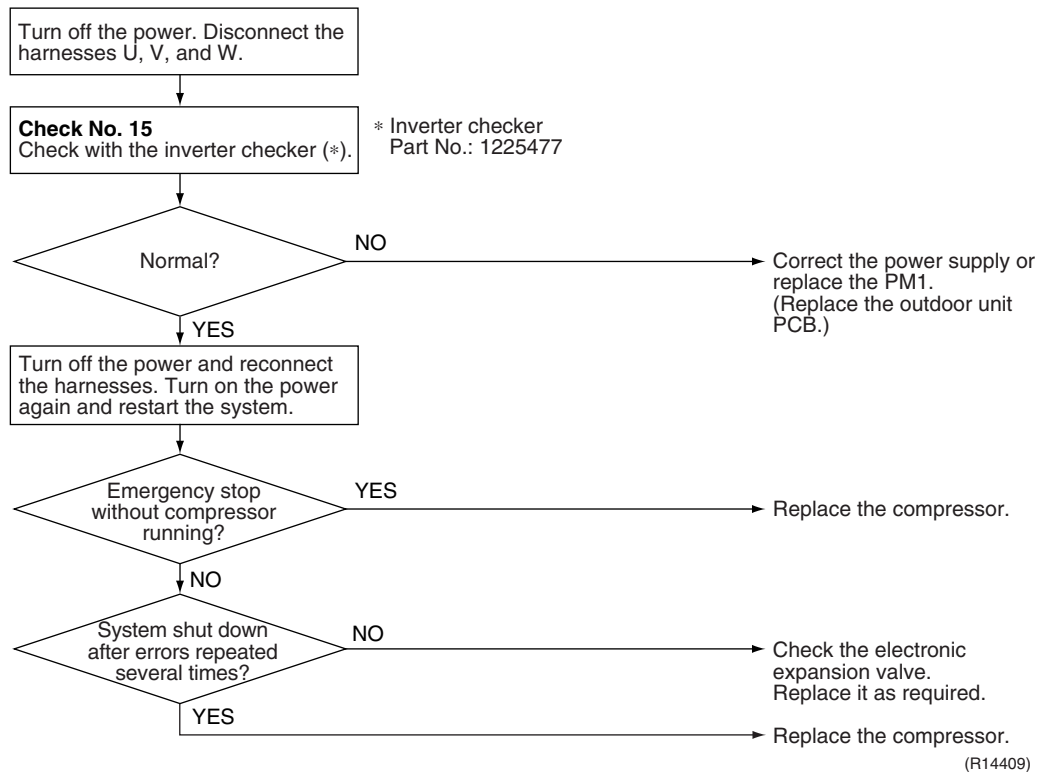 Turn off the power. Disconnect the
harnesses U, V, and W.
Check No. 15
Check with the inverter checker (*).
* Inverter checker
Part No.: 1225477
Normal?
NO
Correct the power supply or
replace the PM1.
(Replace the outdoor unit
PCB.)
YES
Turn off the power and reconnect
the harnesses. Turn on the power
again and restart the system.
Emergency stop
without compressor
running?
YES
Replace the compressor.
NO
System shut down
after errors repeated
several times?
NO
Check the electronic
expansion valve.
Replace it as required.
YES
Replace the compressor.
(R14409)